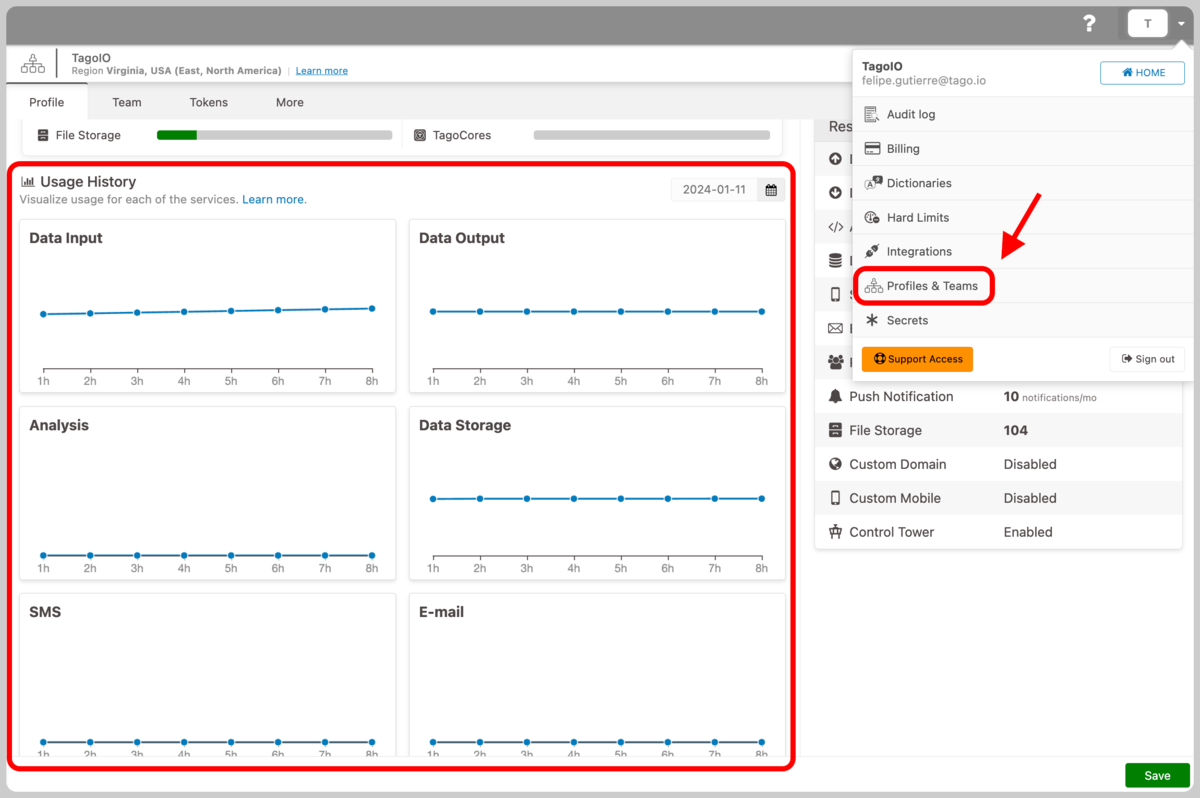 ?
T
TagoIO
Region Virginia, USA (East, North America) | Learn more
Profile
Team
Tokens
More
File Storage
TagoCores
Usage History
Visualize usage for each of the services. Learn more.
2024-01-11
Data Input
1h 2h 3h 4h 5h 6h 7h 8h
Data Output
1h 2h 3h 4h 5h 6h 7h 8h
Analysis
1h 2h 3h 4h 5h 6h 7h 8h
Data Storage
1h 2h 3h 4h 5h 6h 7h 8h
SMS
1h 2h 3h 4h 5h 6h 7h 8h
E-mail
1h 2h 3h 4h 5h 6h 7h 8h
TagoIO
felipe.gutierre@tago.io
HOME
Audit log
Billing
Dictionaries
Hard Limits
Integrations
Profiles & Teams
Secrets
Support Access
Sign out
Push Notification 10 notifications/mo
File Storage 104
Custom Domain Disabled
Custom Mobile Disabled
Control Tower Enabled
Save